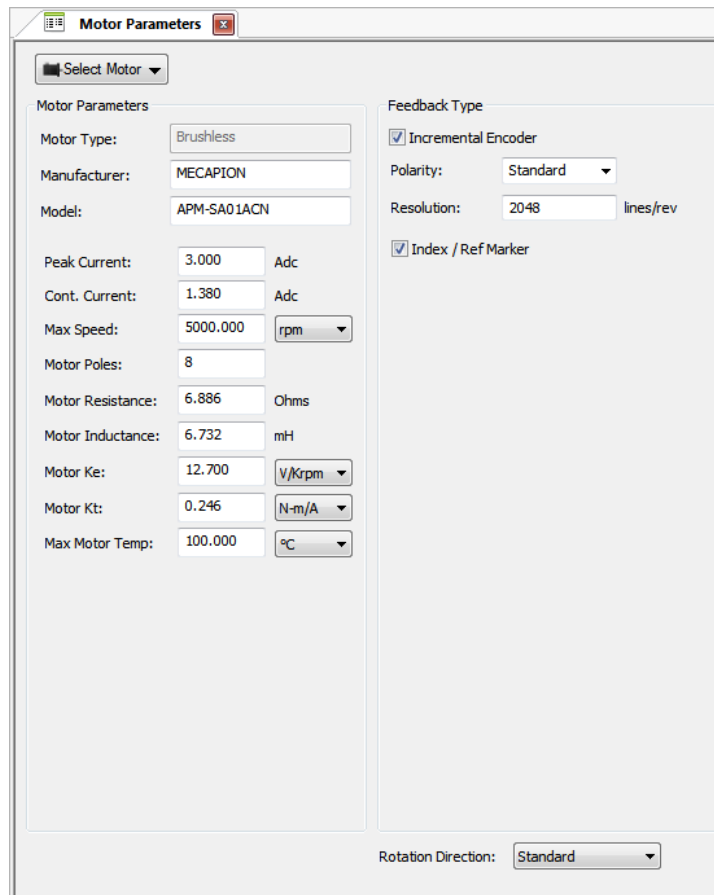 Motor Parameters
Select Motor
Motor Parameters
Motor Type: Brushless
Manufacturer: MECAPION
Model: APM-SA01ACN
Peak Current: 3.000 Adc
Cont. Current: 1.380 Adc
Max Speed: 5000.000 rpm
Motor Poles: 8
Motor Resistance: 6.886 Ohms
Motor Inductance: 6.732 mH
Motor Ke: 12.700 V/Krpm
Motor Kt: 0.246 N-m/A
Max Motor Temp: 100.000 °C
Feedback Type
Incremental Encoder
Polarity: Standard
Resolution: 2048 lines/rev
Index / Ref Marker
Rotation Direction: Standard